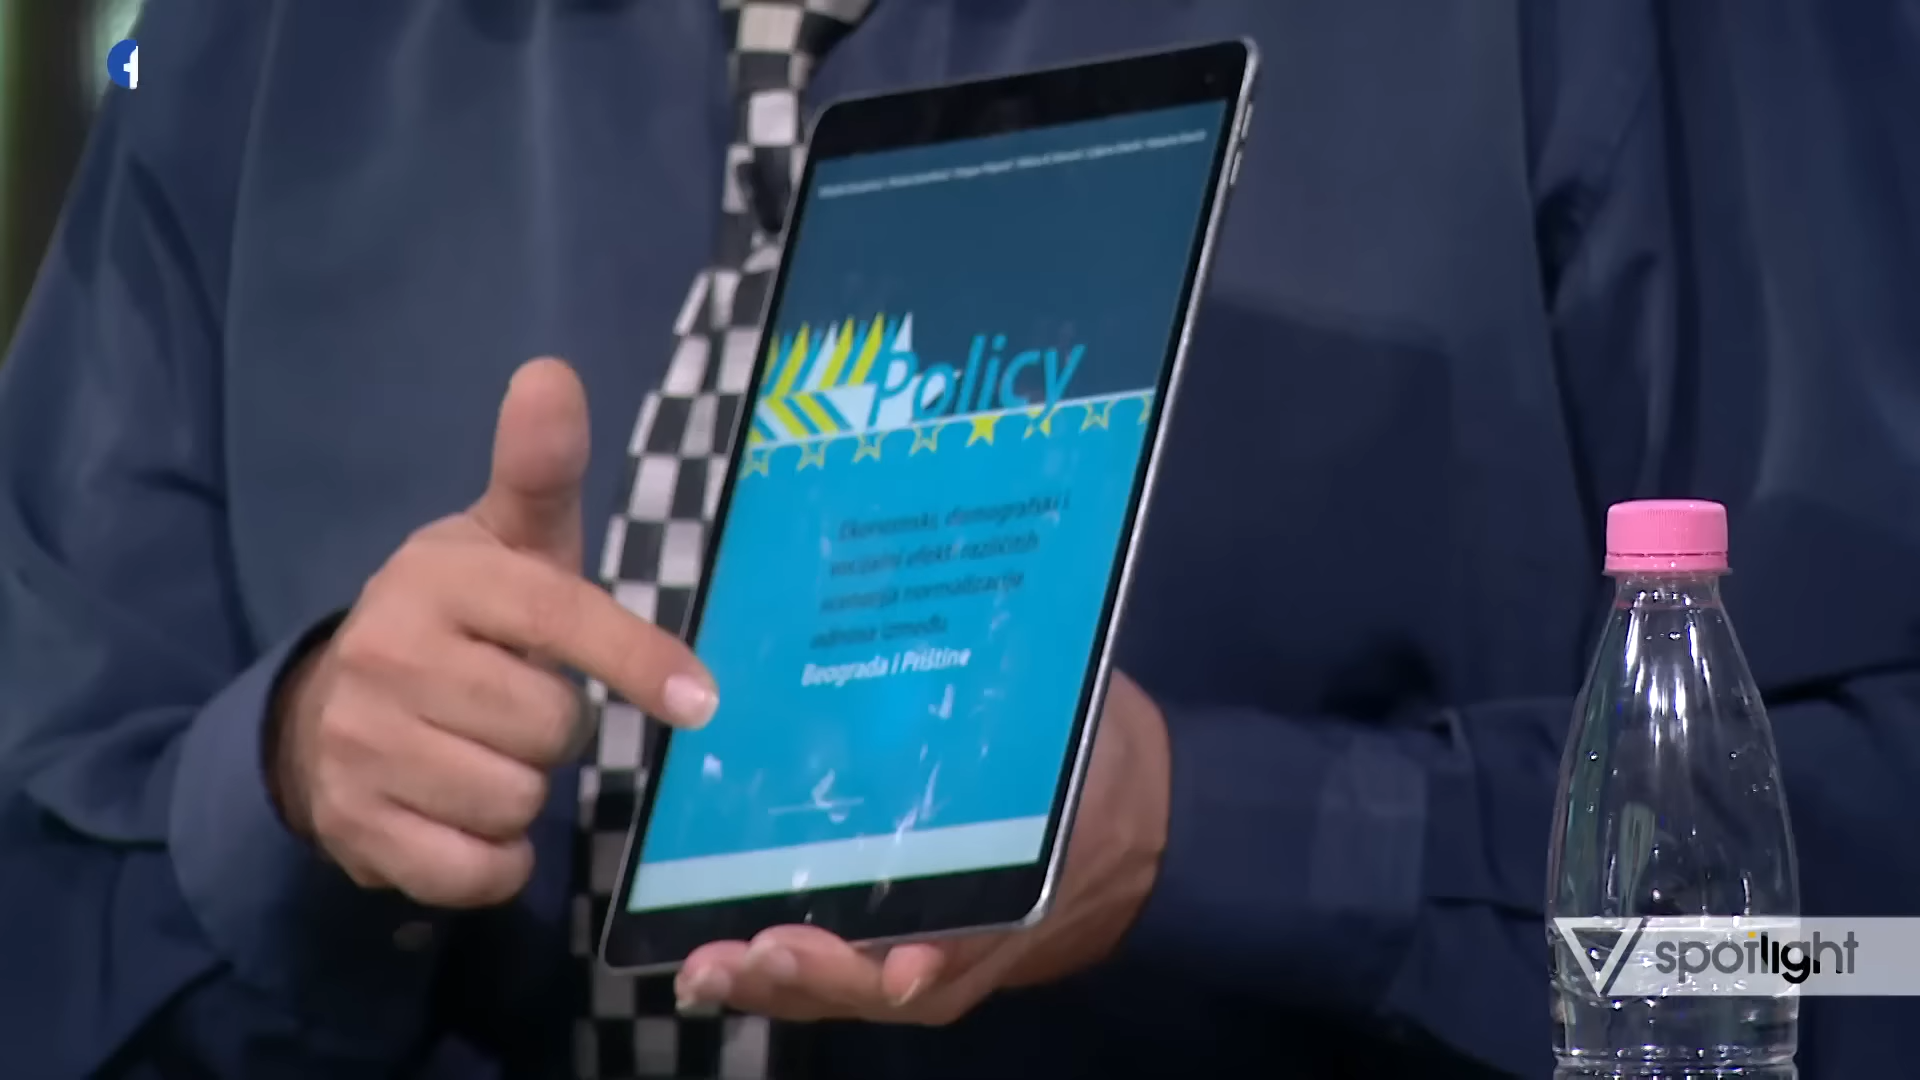 Policy
Ekonomski, demografski i
socijalni efekti različitih
scenarija normalizacije
odnosa između
Beograda i Prištine
spotlight